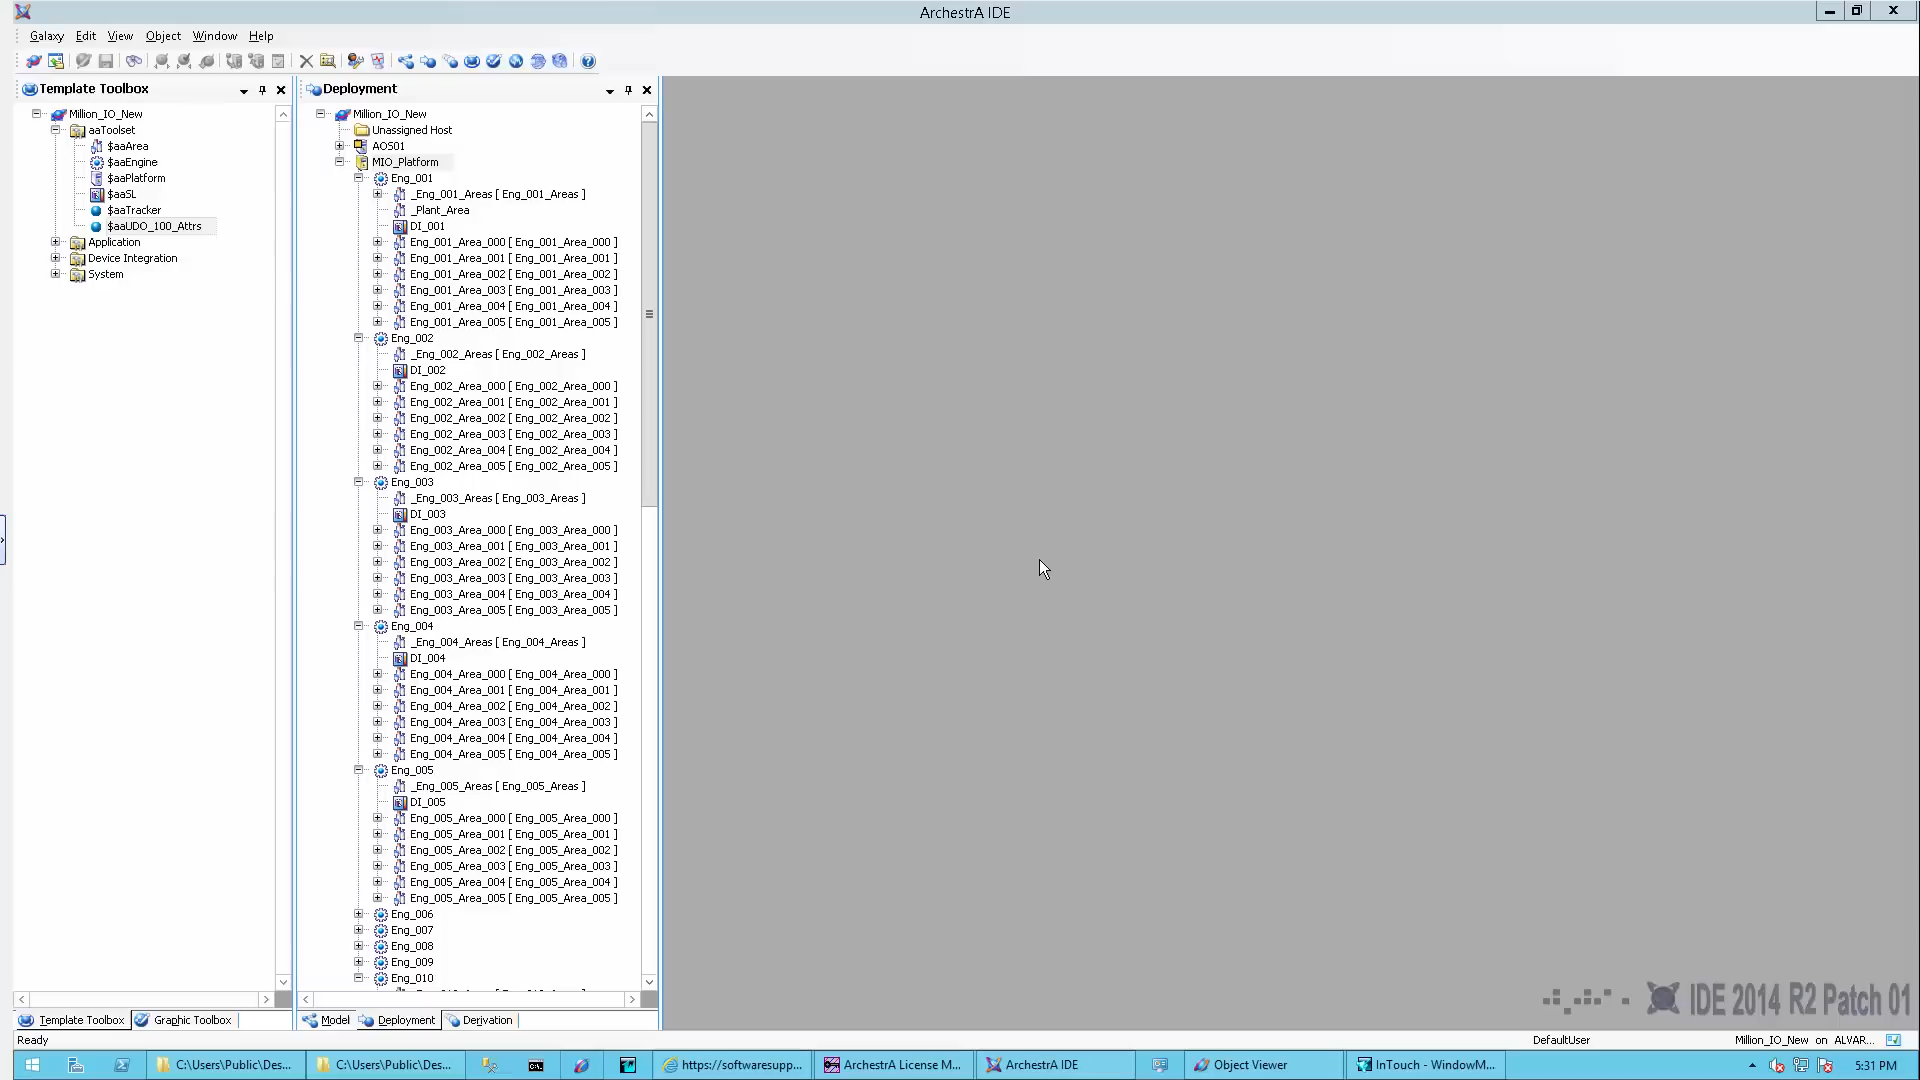 ArchestrA IDE
Galaxy Edit View Object Window Help
Template Toolbox
Million_IO_New
aaToolset
$aaArea
$aaEngine
$aaPlatform
$aaSL
$aaTracker
$aaUDO_100_Attrs
Application
Device Integration
System
Deployment
Million_IO_New
Unassigned Host
AOS01
MIO_Platform
Eng_001
_Eng_001_Areas [ Eng_001_Areas ]
_Plant_Area
DI_001
Eng_001_Area_000 [ Eng_001_Area_000 ]
Eng_001_Area_001 [ Eng_001_Area_001 ]
Eng_001_Area_002 [ Eng_001_Area_002 ]
Eng_001_Area_003 [ Eng_001_Area_003 ]
Eng_001_Area_004 [ Eng_001_Area_004 ]
Eng_001_Area_005 [ Eng_001_Area_005 ]
Eng_002
_Eng_002_Areas [ Eng_002_Areas ]
DI_002
Eng_002_Area_000 [ Eng_002_Area_000 ]
Eng_002_Area_001 [ Eng_002_Area_001 ]
Eng_002_Area_002 [ Eng_002_Area_002 ]
Eng_002_Area_003 [ Eng_002_Area_003 ]
Eng_002_Area_004 [ Eng_002_Area_004 ]
Eng_002_Area_005 [ Eng_002_Area_005 ]
Eng_003
_Eng_003_Areas [ Eng_003_Areas ]
DI_003
Eng_003_Area_000 [ Eng_003_Area_000 ]
Eng_003_Area_001 [ Eng_003_Area_001 ]
Eng_003_Area_002 [ Eng_003_Area_002 ]
Eng_003_Area_003 [ Eng_003_Area_003 ]
Eng_003_Area_004 [ Eng_003_Area_004 ]
Eng_003_Area_005 [ Eng_003_Area_005 ]
Eng_004
_Eng_004_Areas [ Eng_004_Areas ]
DI_004
Eng_004_Area_000 [ Eng_004_Area_000 ]
Eng_004_Area_001 [ Eng_004_Area_001 ]
Eng_004_Area_002 [ Eng_004_Area_002 ]
Eng_004_Area_003 [ Eng_004_Area_003 ]
Eng_004_Area_004 [ Eng_004_Area_004 ]
Eng_004_Area_005 [ Eng_004_Area_005 ]
Eng_005
_Eng_005_Areas [ Eng_005_Areas ]
DI_005
Eng_005_Area_000 [ Eng_005_Area_000 ]
Eng_005_Area_001 [ Eng_005_Area_001 ]
Eng_005_Area_002 [ Eng_005_Area_002 ]
Eng_005_Area_003 [ Eng_005_Area_003 ]
Eng_005_Area_004 [ Eng_005_Area_004 ]
Eng_005_Area_005 [ Eng_005_Area_005 ]
Eng_006
Eng_007
Eng_008
Eng_009
Eng_010
IDE 2014 R2 Patch 01
Template Toolbox Graphic Toolbox Model Deployment Derivation
Ready DefaultUser Million_IO_New on ALVAR...
C:\Users\Public\Des... C:\Users\Public\Des... https://softwaresupp... ArchestrA License M... ArchestrA IDE Object Viewer InTouch - WindowM... 5:31 PM